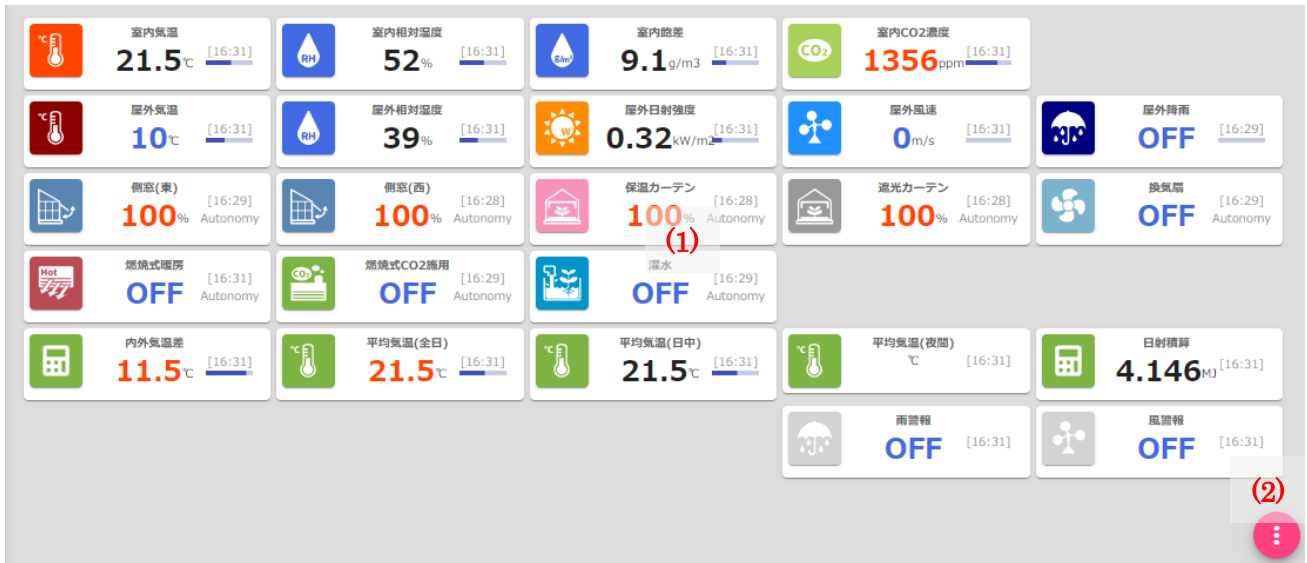 室内気温
℃
21.5℃
[16:31]
室内相対湿度
RH
52%
[16:31]
室内飽差
g/m³
9.1g/m3
[16:31]
室内CO2濃度
CO₂
1356ppm
[16:31]
屋外気温
℃
10℃
[16:31]
屋外相対湿度
RH
39%
[16:31]
屋外日射強度
W
0.32kW/m2
[16:31]
屋外風速
0m/s
[16:31]
屋外降雨
OFF
[16:29]
側窓(東)
100%
[16:29]
Autonomy
側窓(西)
100%
[16:28]
Autonomy
保温カーテン
100%
[16:28]
Autonomy
(1)
遮光カーテン
100%
[16:28]
Autonomy
換気扇
OFF
[16:29]
Autonomy
燃焼式暖房
Hot
OFF
[16:31]
Autonomy
燃焼式CO2施用
CO₂
OFF
[16:29]
Autonomy
灌水
OFF
[16:29]
Autonomy
内外気温差
11.5℃
[16:31]
平均気温(全日)
℃
21.5℃
[16:31]
平均気温(日中)
℃
21.5℃
[16:31]
平均気温(夜間)
℃
℃
[16:31]
日射積算
4.146MJ
[16:31]
雨警報
OFF
[16:31]
風警報
OFF
[16:31]
(2)